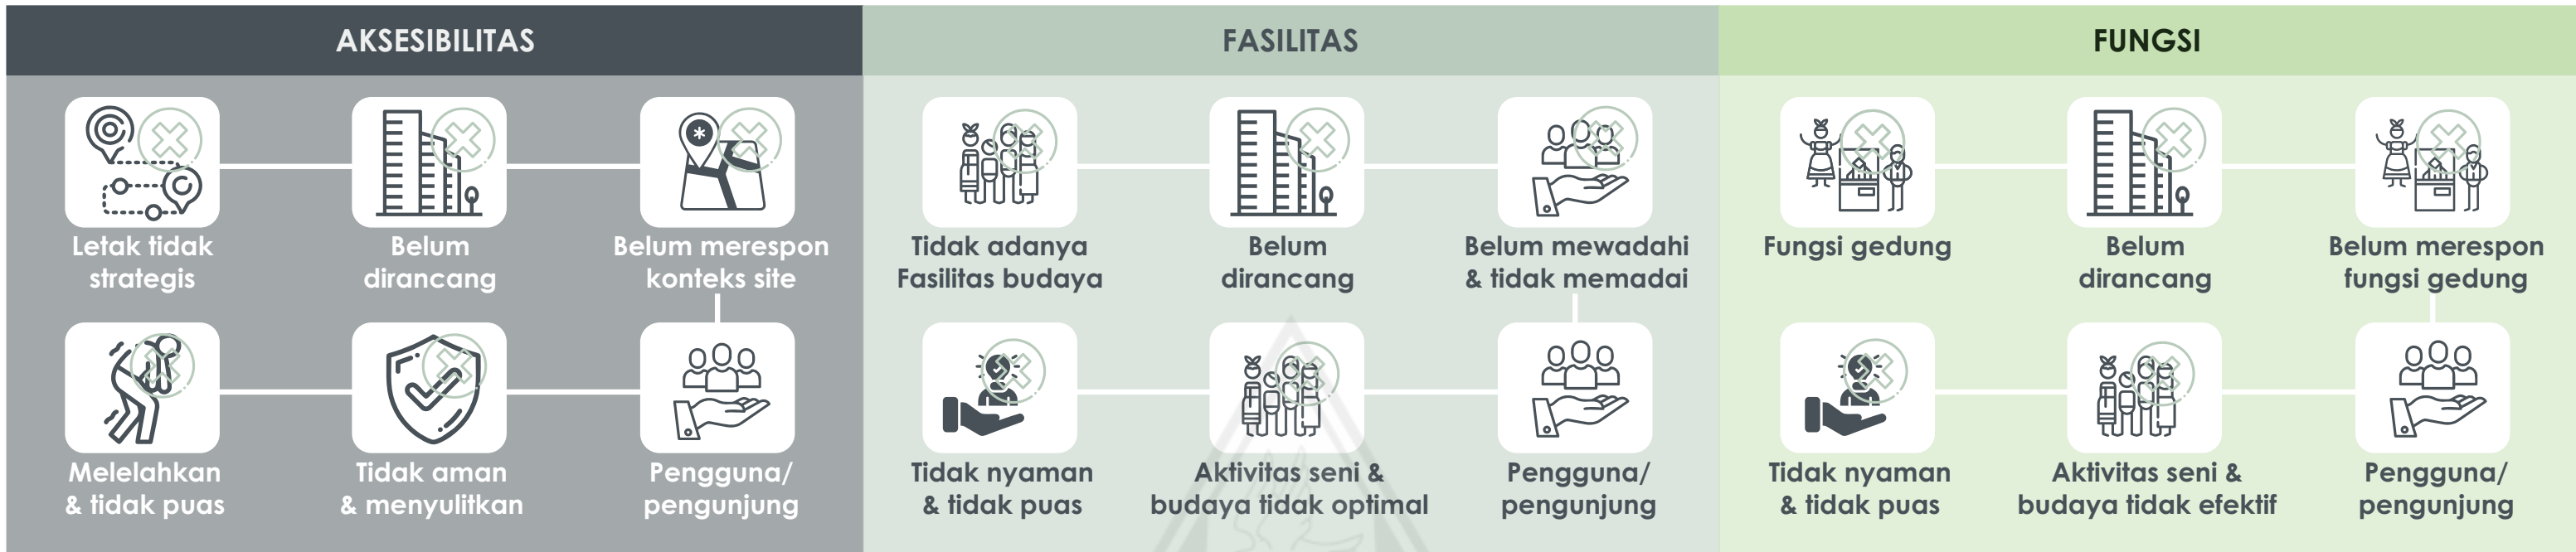 AKSESIBILITAS
Letak tidak
strategis
Belum
dirancang
Belum merespon
konteks site
Melelahkan
& tidak puas
Tidak aman
& menyulitkan
Pengguna/
pengunjung
FASILITAS
Tidak adanya
Fasilitas budaya
Belum
dirancang
Belum mewadahi
& tidak memadai
Tidak nyaman
& tidak puas
Aktivitas seni &
budaya tidak optimal
Pengguna/
pengunjung
FUNGSI
Fungsi gedung
Belum
dirancang
Belum merespon
fungsi gedung
Tidak nyaman
& tidak puas
Aktivitas seni &
budaya tidak efektif
Pengguna/
pengunjung